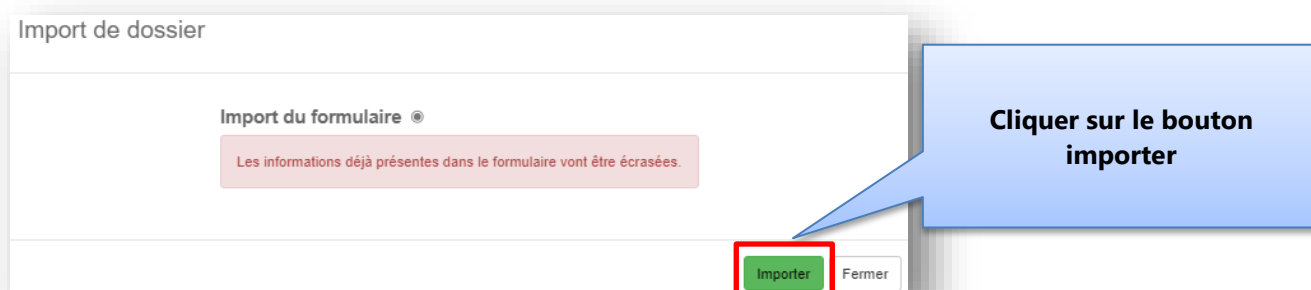 Import de dossier
Import du formulaire
Les informations déjà présentes dans le formulaire vont être écrasées.
Cliquer sur le bouton
importer
Importer
Fermer